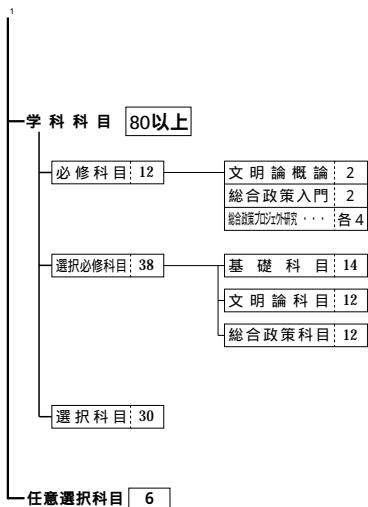 1
学科科目 80以上
必修科目 12 文明論概論 2
総合政策入門 2
総合政策プロジェクト研究・・・ 各4
選択必修科目 38 基礎科目 14
文明論科目 12
総合政策科目 12
選択科目 30
任意選択科目 6